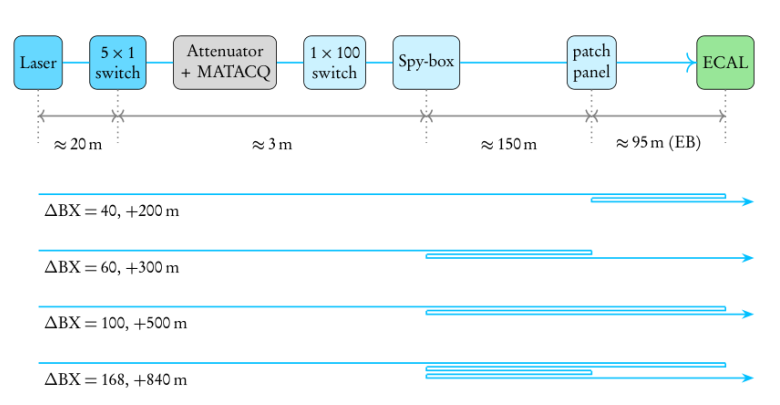 Laser
5 × 1
switch
Attenuator
+ MATACQ
1 × 100
switch
Spy-box
patch
panel
ECAL
≈ 20 m
≈ 3 m
≈ 150 m
≈ 95 m (EB)
ΔBX = 40, +200 m
ΔBX = 60, +300 m
ΔBX = 100, +500 m
ΔBX = 168, +840 m